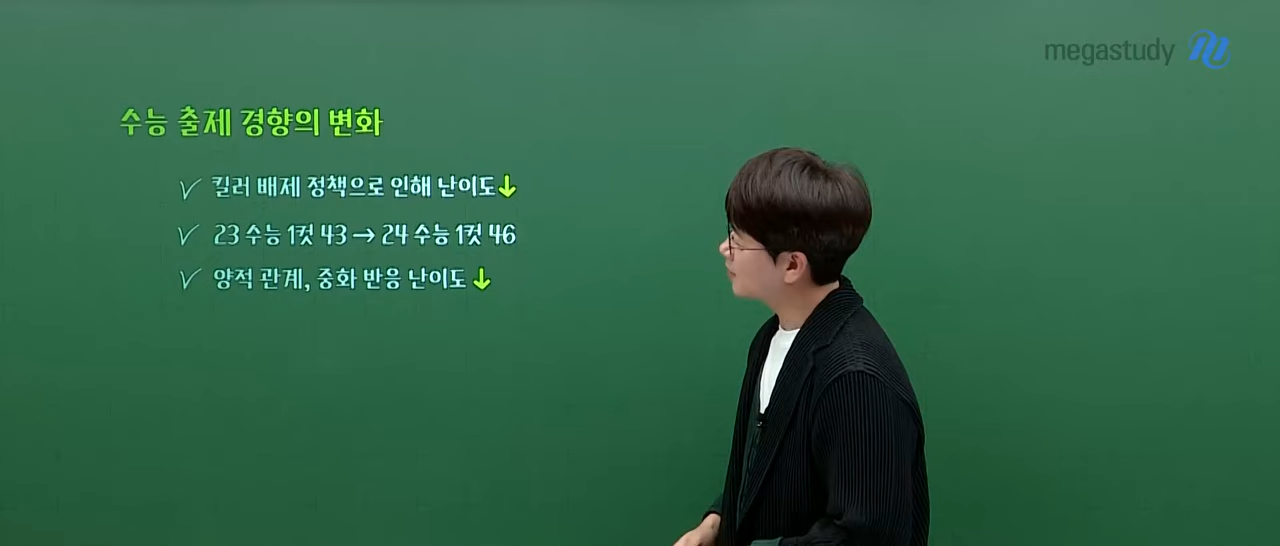 megastudy
수능 출제 경향의 변화
✓ 킬러 배제 정책으로 인해 난이도↓
✓ 23 수능 1컷 43 → 24 수능 1컷 46
✓ 양적 관계, 중화 반응 난이도↓